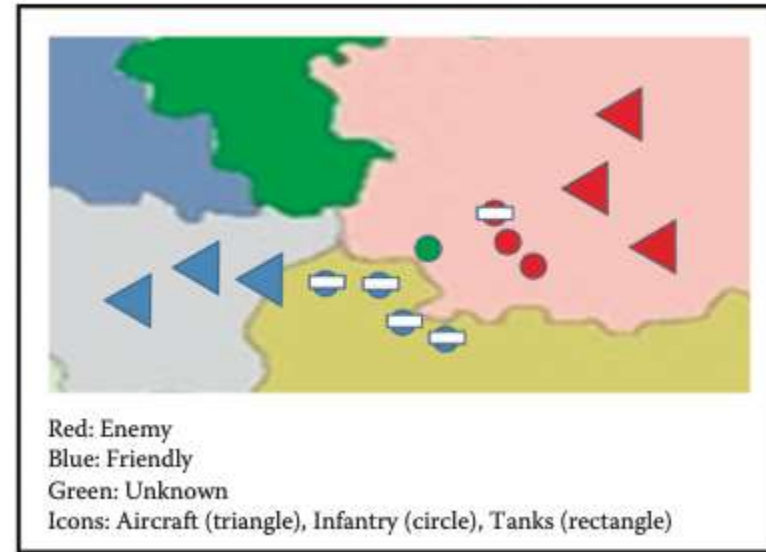 Red: Enemy
Blue: Friendly
Green: Unknown
Icons: Aircraft (triangle), Infantry (circle), Tanks (rectangle)